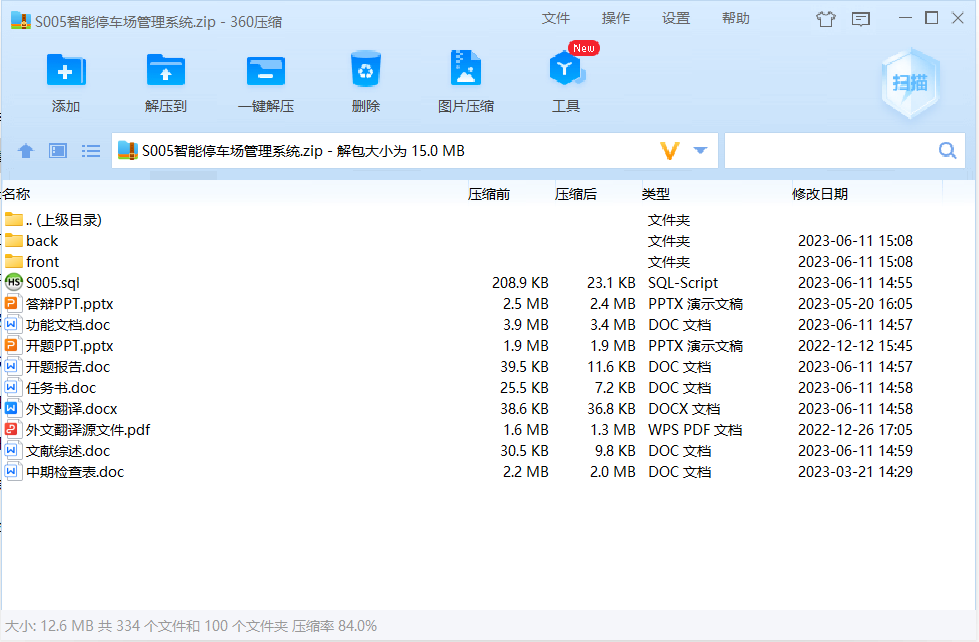 S005智能停车场管理系统.zip - 360压缩 文件 操作 设置 帮助
New
添加 解压到 一键解压 删除 图片压缩 工具 扫描
S005智能停车场管理系统.zip - 解包大小为 15.0 MB
名称 压缩前 压缩后 类型 修改日期
.. (上级目录) 文件夹
back 文件夹 2023-06-11 15:08
front 文件夹 2023-06-11 15:08
S005.sql 208.9 KB 23.1 KB SQL-Script 2023-06-11 14:55
答辩PPT.pptx 2.5 MB 2.4 MB PPTX 演示文稿 2023-05-20 16:05
功能文档.doc 3.9 MB 3.4 MB DOC 文档 2023-06-11 14:57
开题PPT.pptx 1.9 MB 1.9 MB PPTX 演示文稿 2022-12-12 15:45
开题报告.doc 39.5 KB 11.6 KB DOC 文档 2023-06-11 14:57
任务书.doc 25.5 KB 7.2 KB DOC 文档 2023-06-11 14:58
外文翻译.docx 38.6 KB 36.8 KB DOCX 文档 2023-06-11 14:58
外文翻译源文件.pdf 1.6 MB 1.3 MB WPS PDF 文档 2022-12-26 17:05
文献综述.doc 30.5 KB 9.8 KB DOC 文档 2023-06-11 14:59
中期检查表.doc 2.2 MB 2.0 MB DOC 文档 2023-03-21 14:29
大小: 12.6 MB 共 334 个文件和 100 个文件夹 压缩率 84.0%